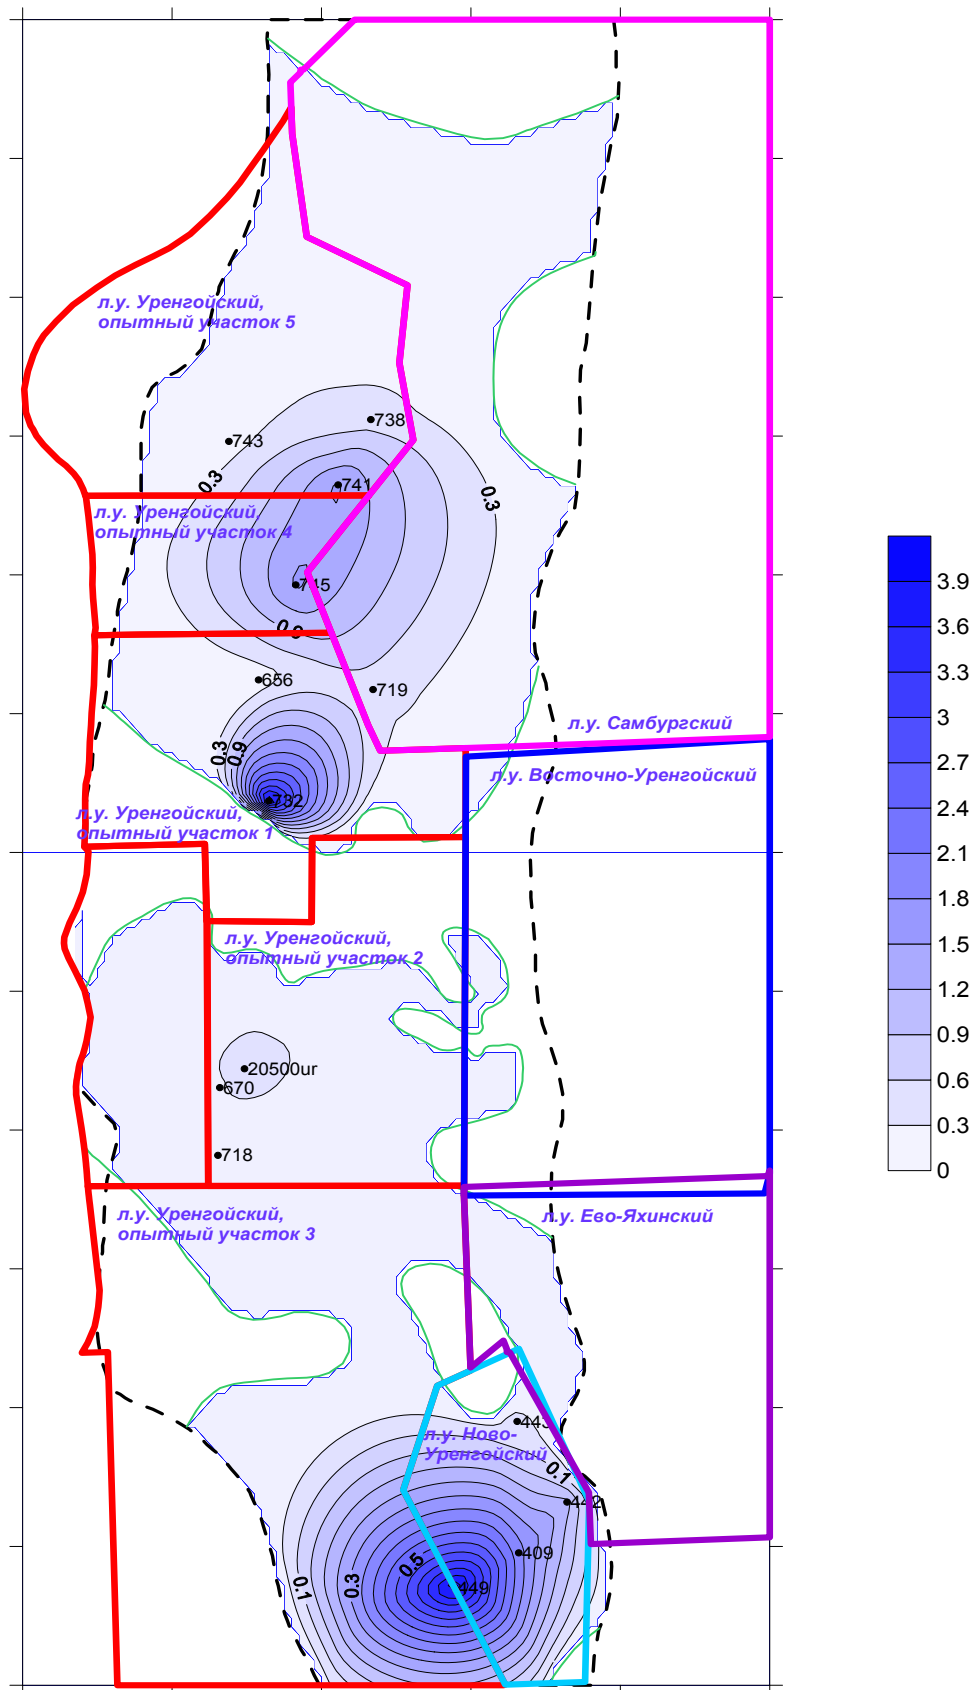 л.у. Уренгойский,
опытный участок 5
738
743
0.3
741
0.3
л.у. Уренгойский,
опытный участок 4
745
0.9
656
719
л.у. Самбургский
0.3
0.9
л.у. Восточно-Уренгойский
732
л.у. Уренгойский,
опытный участок 1
л.у. Уренгойский,
опытный участок 2
20500ur
670
718
л.у. Уренгойский,
опытный участок 3
л.у. Ево-Яхинский
443
л.у. Ново-
Уренгойский
0.1
442
409
0.5
0.3
0.1
449
3.9
3.6
3.3
3
2.7
2.4
2.1
1.8
1.5
1.2
0.9
0.6
0.3
0